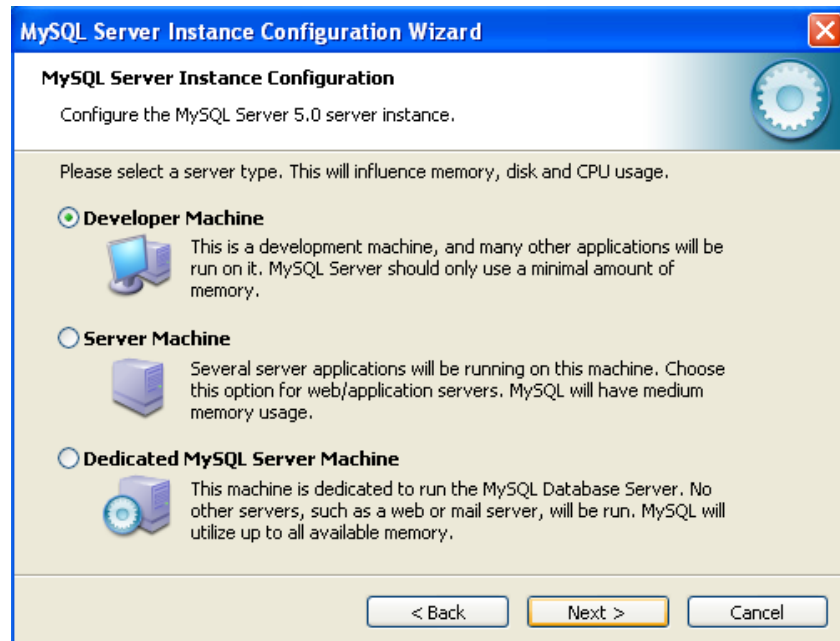 MySQL Server Instance Configuration Wizard
MySQL Server Instance Configuration
Configure the MySQL Server 5.0 server instance.
Please select a server type. This will influence memory, disk and CPU usage.
Developer Machine
This is a development machine, and many other applications will be
run on it. MySQL Server should only use a minimal amount of
memory.
Server Machine
Several server applications will be running on this machine. Choose
this option for web/application servers. MySQL will have medium
memory usage.
Dedicated MySQL Server Machine
This machine is dedicated to run the MySQL Database Server. No
other servers, such as a web or mail server, will be run. MySQL will
utilize up to all available memory.
< Back Next > Cancel